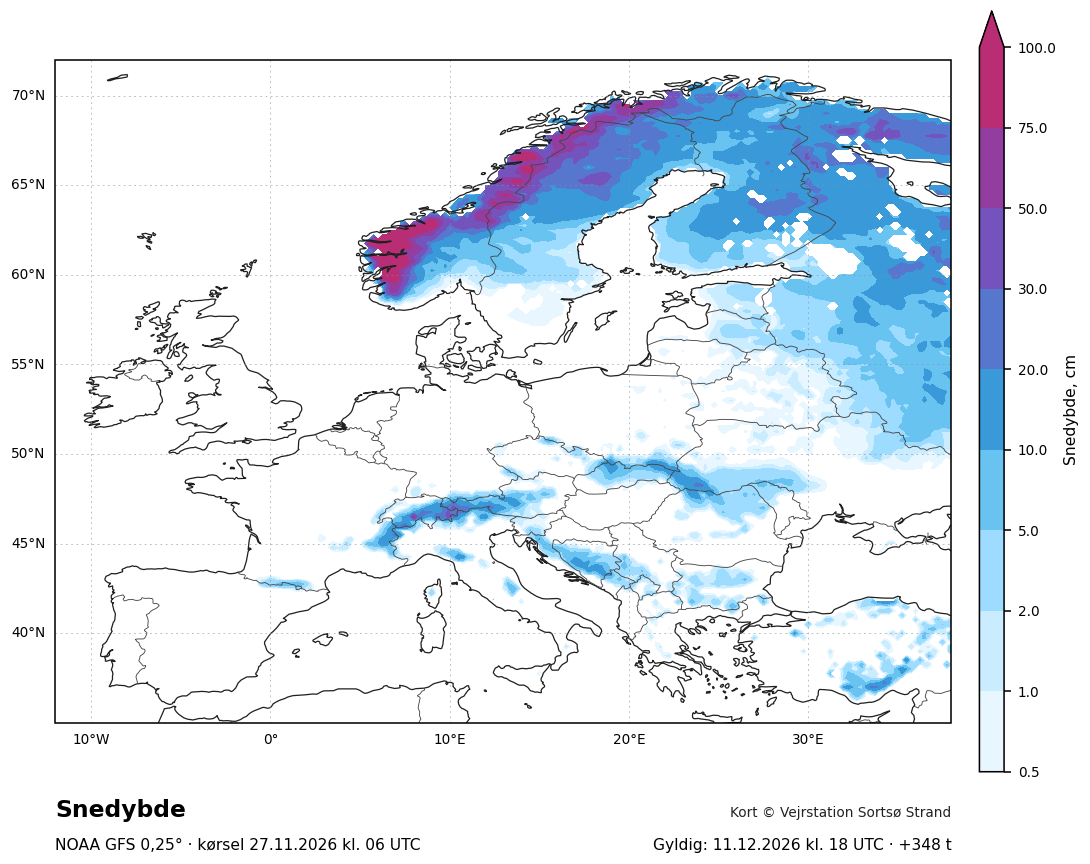 100.0
75.0
50.0
30.0
20.0
10.0
5.0
2.0
1.0
0.5
Snedybde, cm
70°N
65°N
60°N
55°N
50°N
45°N
40°N
10°W
0°
10°E
20°E
30°E
Snedybde
Kort © Vejrstation Sortsø Strand
NOAA GFS 0,25° · kørsel 27.11.2026 kl. 06 UTC
Gyldig: 11.12.2026 kl. 18 UTC · +348 t